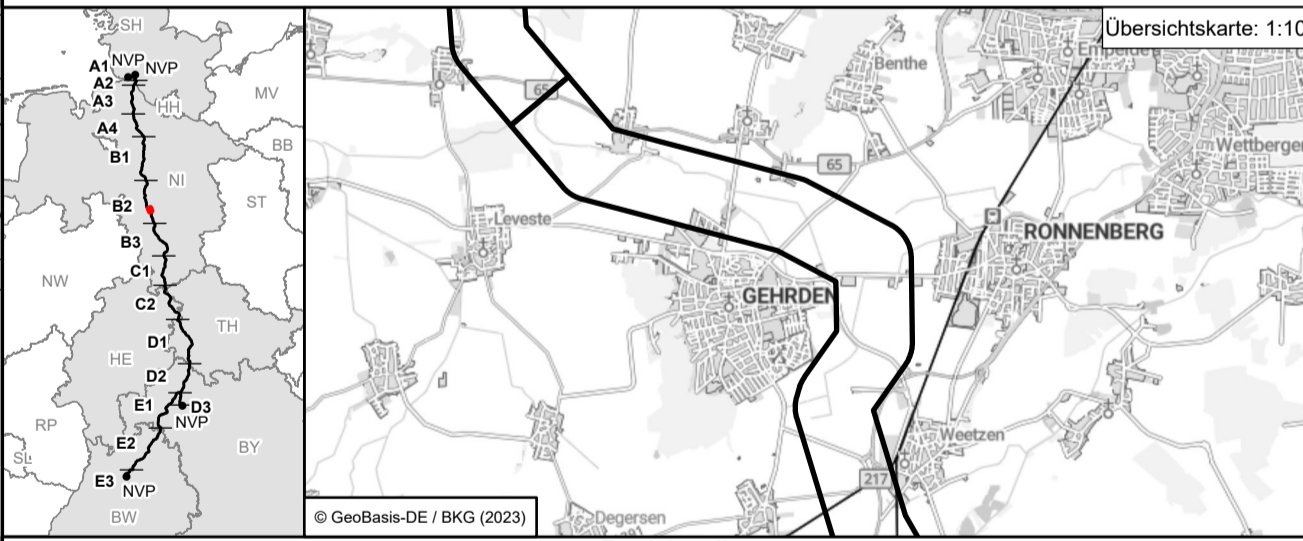 SH
NVP NVP
A1
A2
A3
HH
MV
A4
BB
B1
NI
ST
B2
B3
NW
C1
C2
TH
D1
HE
D2
E1
D3
NVP
RP
E2
BY
SL
E3
NVP
BW
Übersichtskarte: 1:10
Empelde
Benthe
65
Wettberger
65
Leveste
RONNENBERG
GEHRDEN
Weetzen
217
© GeoBasis-DE / BKG (2023)
Degersen